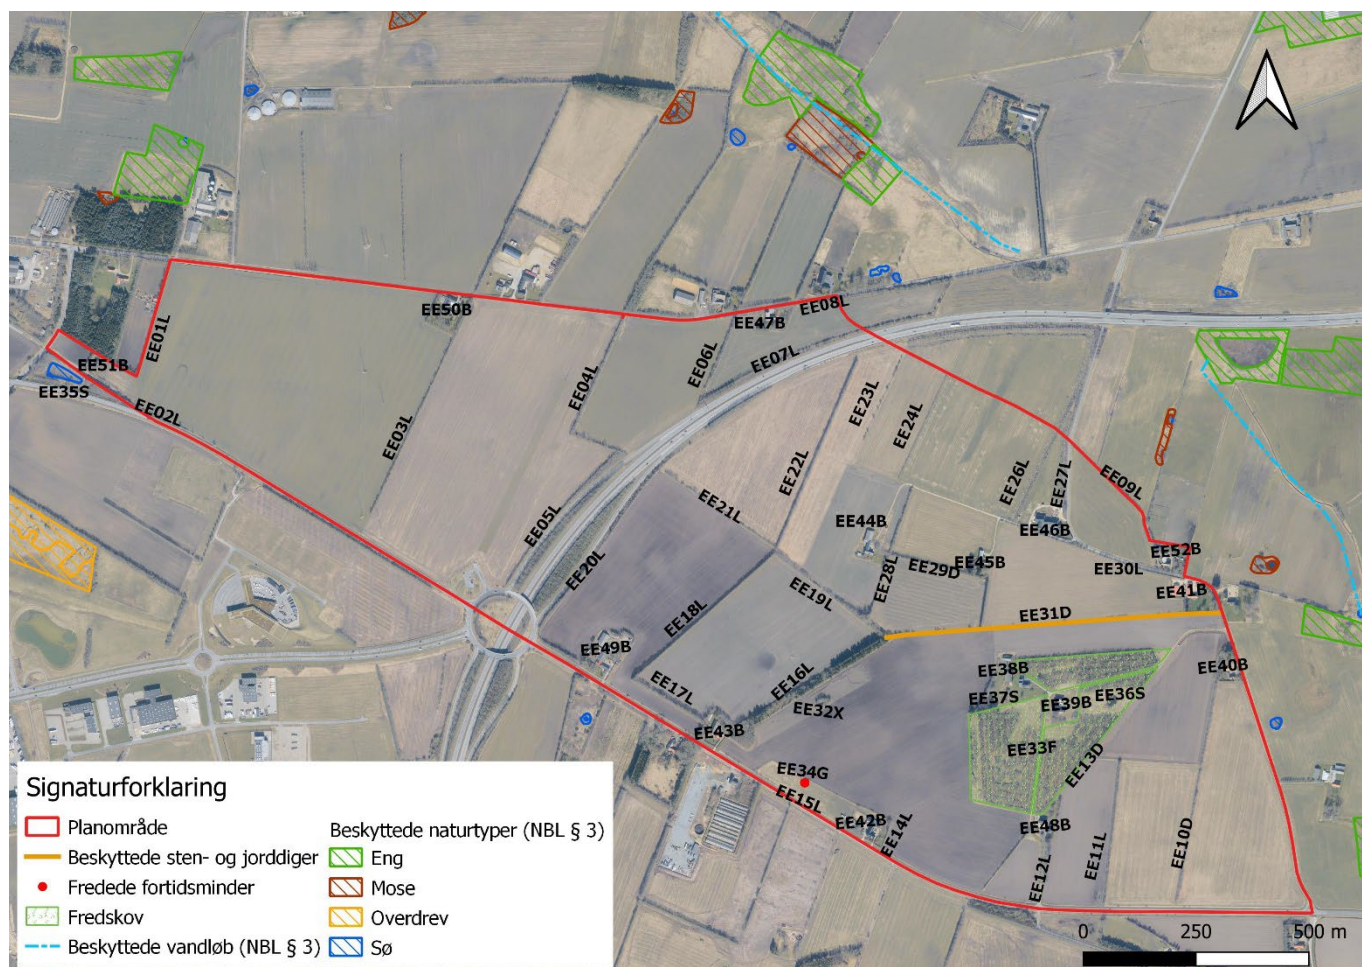 EE50B
EE08L
EE47B
EE01L
EE51B
EE35S
EE02L
EE03L
EE04L
EE06L
EE07L
EE23L
EE24L
EE22L
EE26L
EE27L
EE09L
EE05L
EE20L
EE21L
EE44B
EE46B
EE52B
EE28L
EE29D
EE45B
EE30L
EE41B
EE18L
EE19L
EE31D
EE49B
EE17L
EE16L
EE32X
EE38B
EE37S
EE39B
EE36S
EE40B
EE43B
EE33F
EE13D
EE34G
EE15L
EE42B
EE14L
EE48B
EE12L
EE11L
EE10D
Signaturforklaring
Planområde
Beskyttede sten- og jorddiger
Fredede fortidsminder
Fredskov
Beskyttede vandløb (NBL § 3)
Beskyttede naturtyper (NBL § 3)
Eng
Mose
Overdrev
Sø
0 250 500 m